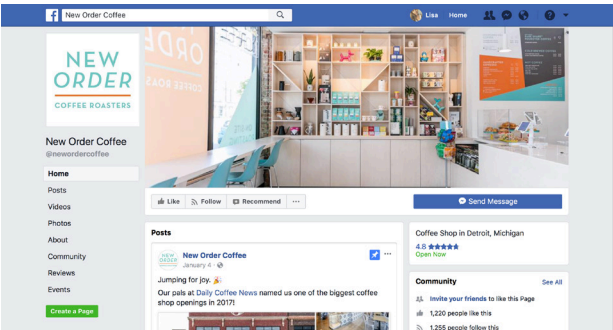 New Order Coffee
Lisa
Home
NEW
ORDER
COFFEE ROASTERS
New Order Coffee
@newordercoffee
Home
Posts
Videos
Photos
About
Community
Reviews
Events
Create a Page
Like
Follow
Recommend
Send Message
Posts
NEW
ORDER
New Order Coffee
January 4
Jumping for joy. 🎉
Our pals at Daily Coffee News named us one of the biggest coffee
shop openings in 2017!
Coffee Shop in Detroit, Michigan
4.8 ★★★★★
Open Now
Community
See All
Invite your friends to like this Page
1,220 people like this
1,255 people follow this